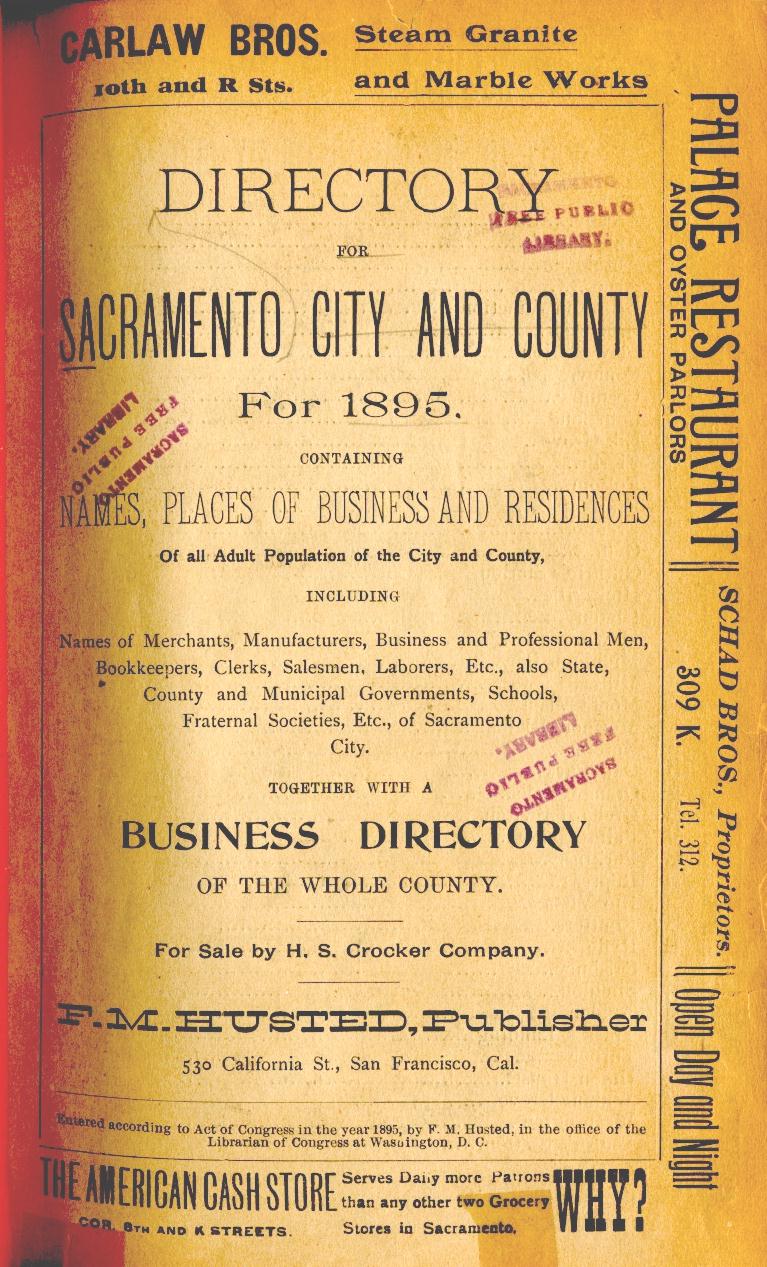 CARLAW BROS.
10th and R Sts.
Steam Granite
and Marble Works
DIRECTORY
SACRAMENTO
FREE PUBLIC
LIBRARY.
FOR
SACRAMENTO CITY AND COUNTY
For 1895.
SACRAMENTO
FREE PUBLIC
LIBRARY.
CONTAINING
NAMES, PLACES OF BUSINESS AND RESIDENCES
Of all Adult Population of the City and County,
INCLUDING
Names of Merchants, Manufacturers, Business and Professional Men,
Bookkeepers, Clerks, Salesmen, Laborers, Etc., also State,
County and Municipal Governments, Schools,
Fraternal Societies, Etc., of Sacramento
City.
SACRAMENTO
FREE PUBLIC
LIBRARY.
TOGETHER WITH A
BUSINESS DIRECTORY
OF THE WHOLE COUNTY.
For Sale by H. S. Crocker Company.
F. M. HUSTED, Publisher
530 California St., San Francisco, Cal.
Entered according to Act of Congress in the year 1895, by F. M. Husted, in the office of the
Librarian of Congress at Washington, D. C.
PALACE RESTAURANT
AND OYSTER PARLORS
SCHAD BROS., Proprietors.
309 K. Tel. 312.
Open Day and Night
THE AMERICAN CASH STORE
COR. 8TH AND K STREETS.
Serves Daily more Patrons
than any other two Grocery
Stores in Sacramento.
WHY?